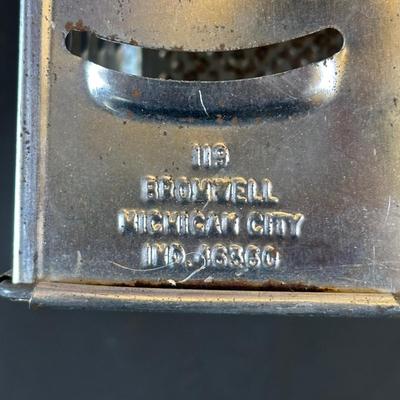 119
BROMWELL
MICHIGAN CITY
IND. 46360